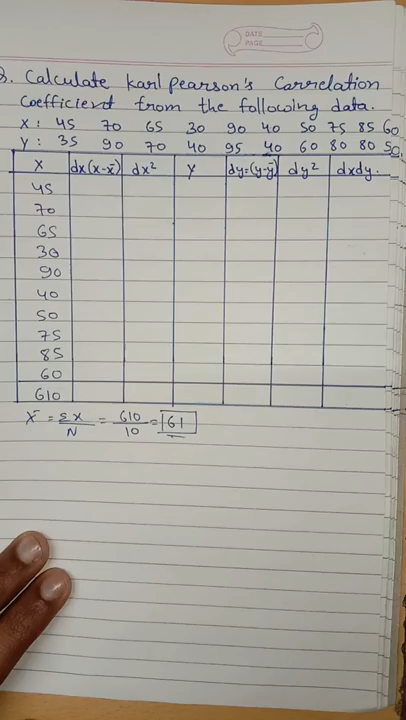 DATE
PAGE
2. Calculate Karl Pearson's Correlation
Coefficient from the following data.
X : 45 70 65 30 90 40 50 75 85 60
Y : 35 90 70 40 95 40 60 80 80 50
X dx(x-x̄) dx² Y dy=(y-ȳ) dy² dxdy.
45
70
65
30
90
40
50
75
85
60
610
X̄ = ΣX/N = 610/10 = 61